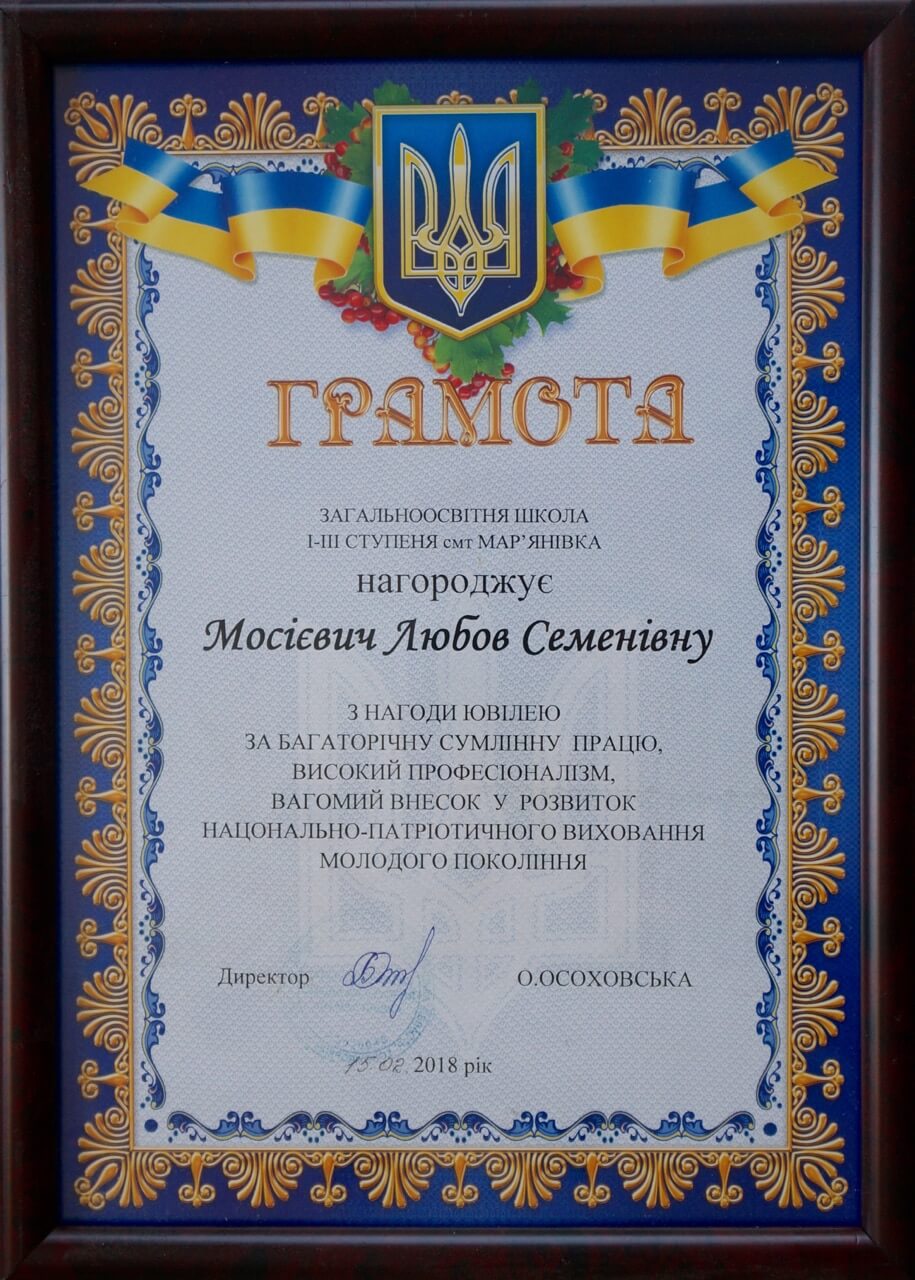 ГРАМОТА
ЗАГАЛЬНООСВІТНЯ ШКОЛА
І-ІІІ СТУПЕНЯ смт МАР’ЯНІВКА
нагороджує
Мосієвич Любов Семенівну
З НАГОДИ ЮВІЛЕЮ
ЗА БАГАТОРІЧНУ СУМЛІННУ ПРАЦЮ,
ВИСОКИЙ ПРОФЕСІОНАЛІЗМ,
ВАГОМИЙ ВНЕСОК У РОЗВИТОК
НАЦОНАЛЬНО-ПАТРІОТИЧНОГО ВИХОВАННЯ
МОЛОДОГО ПОКОЛІННЯ
Директор О.ОСОХОВСЬКА
15.02. 2018 рік